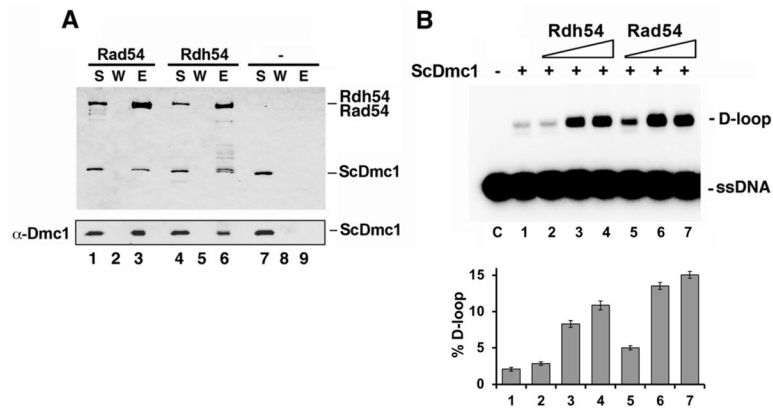 A
Rad54 Rdh54 -
S W E S W E S W E
Rdh54
Rad54
ScDmc1
α-Dmc1 ScDmc1
1 2 3 4 5 6 7 8 9
B
Rdh54 Rad54
ScDmc1 - + + + + + + +
D-loop
ssDNA
C 1 2 3 4 5 6 7
% D-loop
15
10
5
0
1 2 3 4 5 6 7